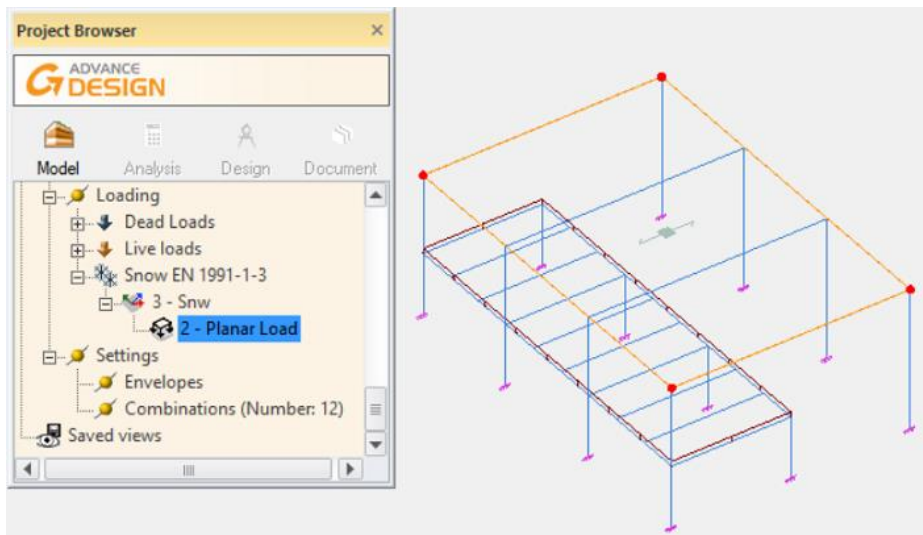 Project Browser
ADVANCE
DESIGN
Model Analysis Design Document
Loading
Dead Loads
Live loads
Snow EN 1991-1-3
3 - Snw
2 - Planar Load
Settings
Envelopes
Combinations (Number: 12)
Saved views